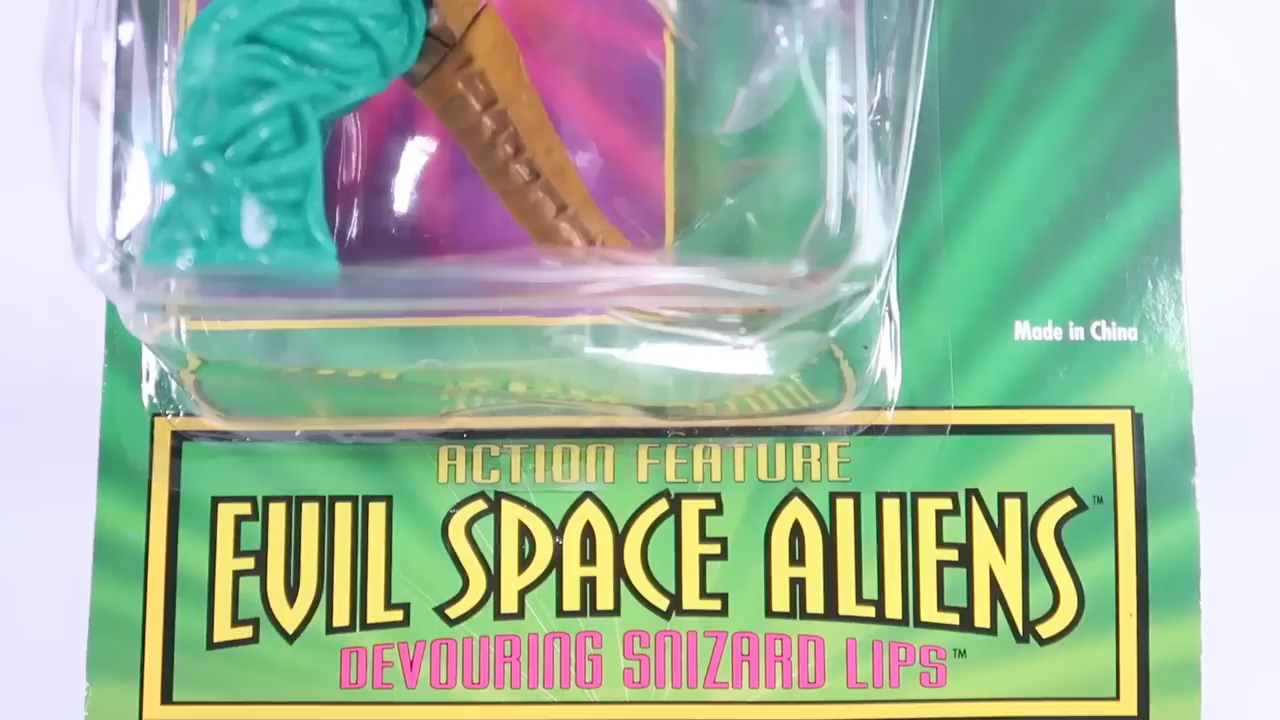 Made in China
ACTION FEATURE
EVIL SPACE ALIENS™
DEVOURING SNIZARD LIPS™